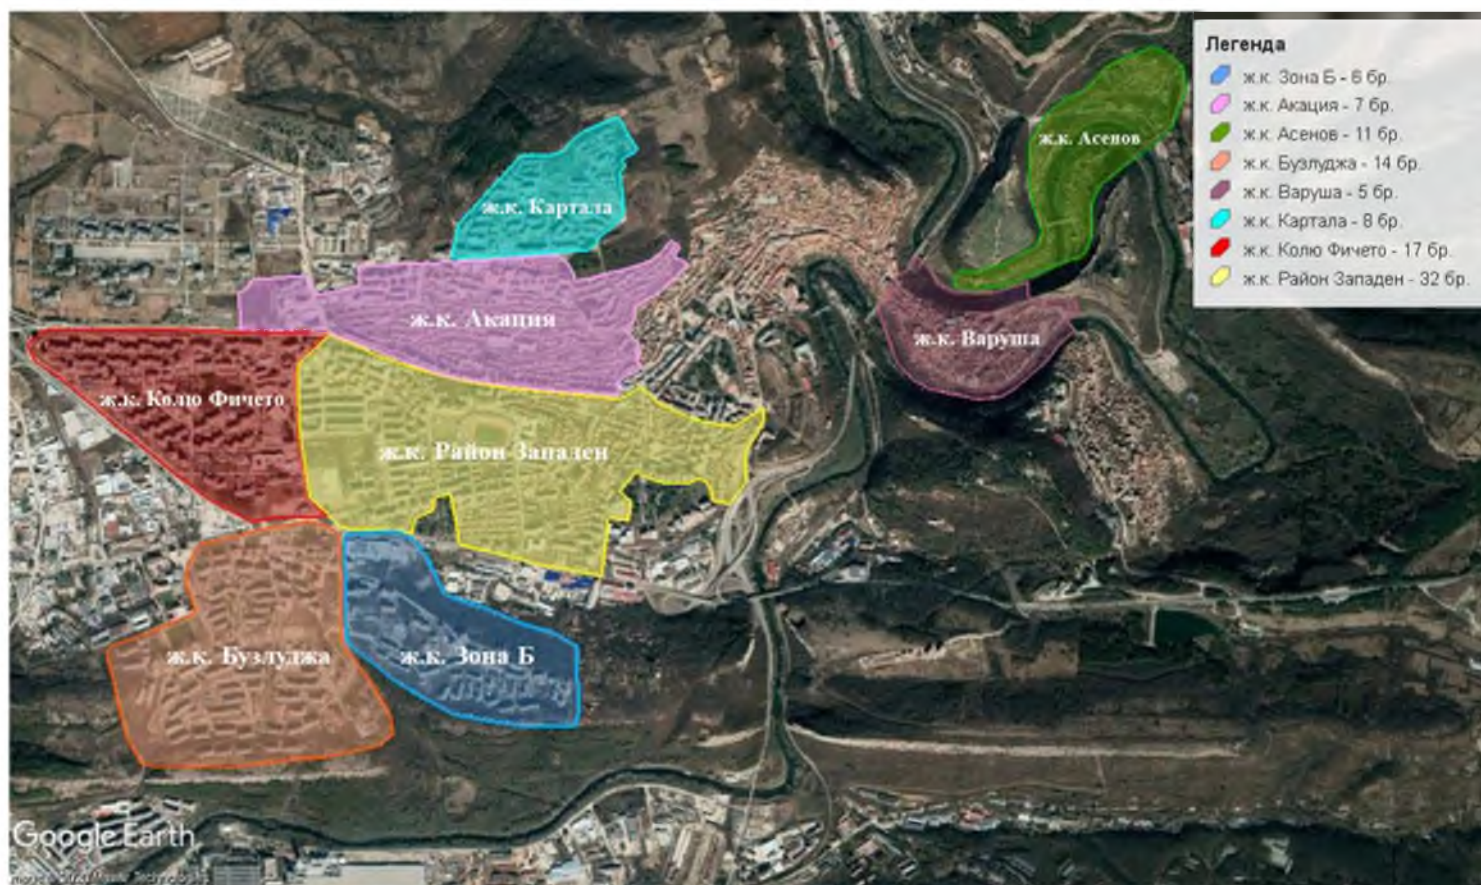 Легенда
ж.к. Зона Б - 6 бр.
ж.к. Акация - 7 бр.
ж.к. Асенов - 11 бр.
ж.к. Бузлуджа - 14 бр.
ж.к. Варуша - 5 бр.
ж.к. Картала - 8 бр.
ж.к. Колю Фичето - 17 бр.
ж.к. Район Западен - 32 бр.
ж.к. Асенов
ж.к. Картала
ж.к. Акация
ж.к. Варуша
ж.к. Колю Фичето
ж.к. Район Западен
ж.к. Бузлуджа
ж.к. Зона Б
Google Earth
Technologies